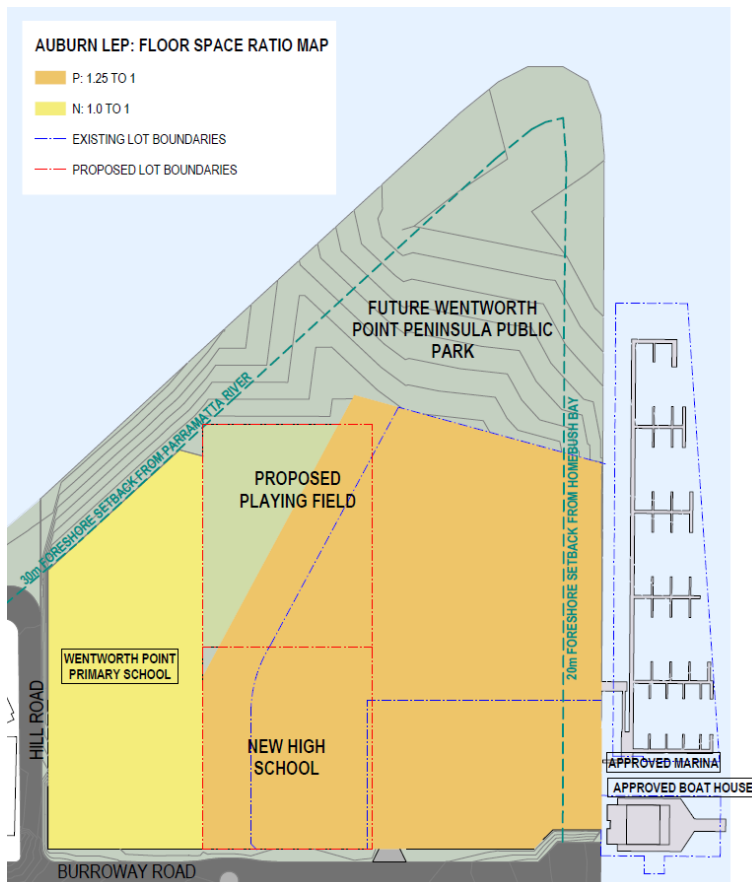 AUBURN LEP: FLOOR SPACE RATIO MAP
P: 1.25 TO 1
N: 1.0 TO 1
EXISTING LOT BOUNDARIES
PROPOSED LOT BOUNDARIES
FUTURE WENTWORTH
POINT PENINSULA PUBLIC
PARK
30m FORESHORE SETBACK FROM PARRAMATTA RIVER
PROPOSED
PLAYING FIELD
20m FORESHORE SETBACK FROM HOMEBUSH BAY
WENTWORTH POINT
PRIMARY SCHOOL
HILL ROAD
NEW HIGH
SCHOOL
APPROVED MARINA
APPROVED BOAT HOUSE
BURROWAY ROAD